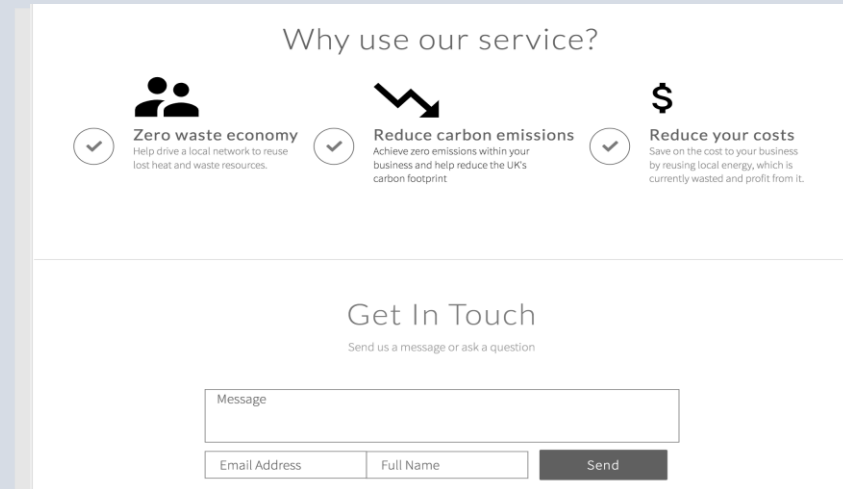 Why use our service?
$
Zero waste economy
Help drive a local network to reuse
lost heat and waste resources.
Reduce carbon emissions
Achieve zero emissions within your
business and help reduce the UK's
carbon footprint
Reduce your costs
Save on the cost to your business
by reusing local energy, which is
currently wasted and profit from it.
Get In Touch
Send us a message or ask a question
Message
Email Address
Full Name
Send